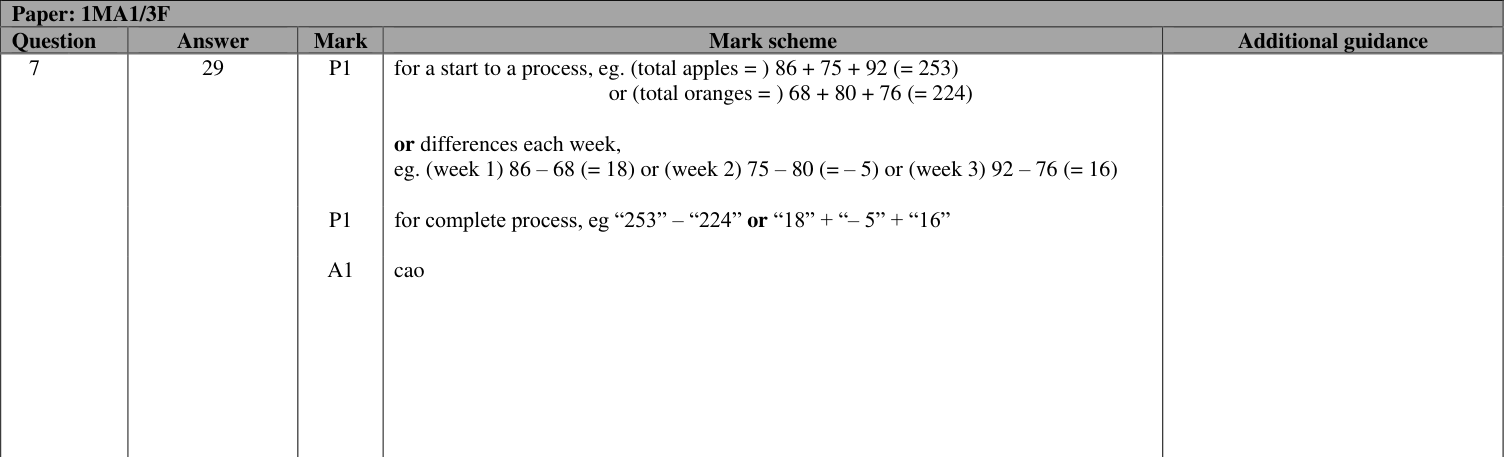 Paper: 1MA1/3F
Question Answer Mark Mark scheme Additional guidance
7 29 P1 for a start to a process, eg. (total apples = ) 86 + 75 + 92 (= 253)
or (total oranges = ) 68 + 80 + 76 (= 224)
or differences each week,
eg. (week 1) 86 – 68 (= 18) or (week 2) 75 – 80 (= – 5) or (week 3) 92 – 76 (= 16)
P1 for complete process, eg “253” – “224” or “18” + “– 5” + “16”
A1 cao